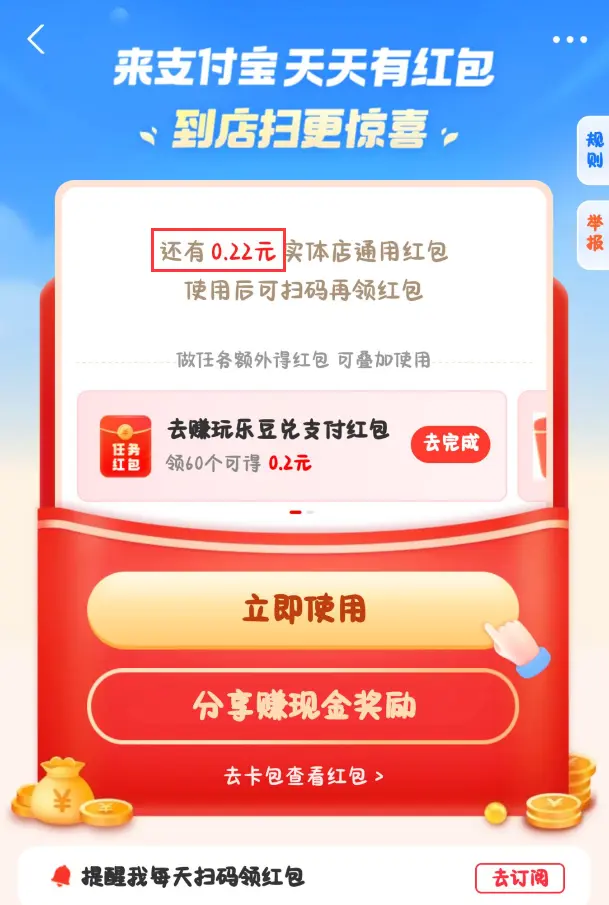 来支付宝 天天有红包
到店扫更惊喜
规则
举报
还有0.22元实体店通用红包
使用后可扫码再领红包
做任务额外得红包 可叠加使用
任务
红包
去赚玩乐豆兑支付红包
领60个可得 0.2元
去完成
立即使用
分享赚现金奖励
去卡包查看红包 >
¥
提醒我每天扫码领红包
去订阅